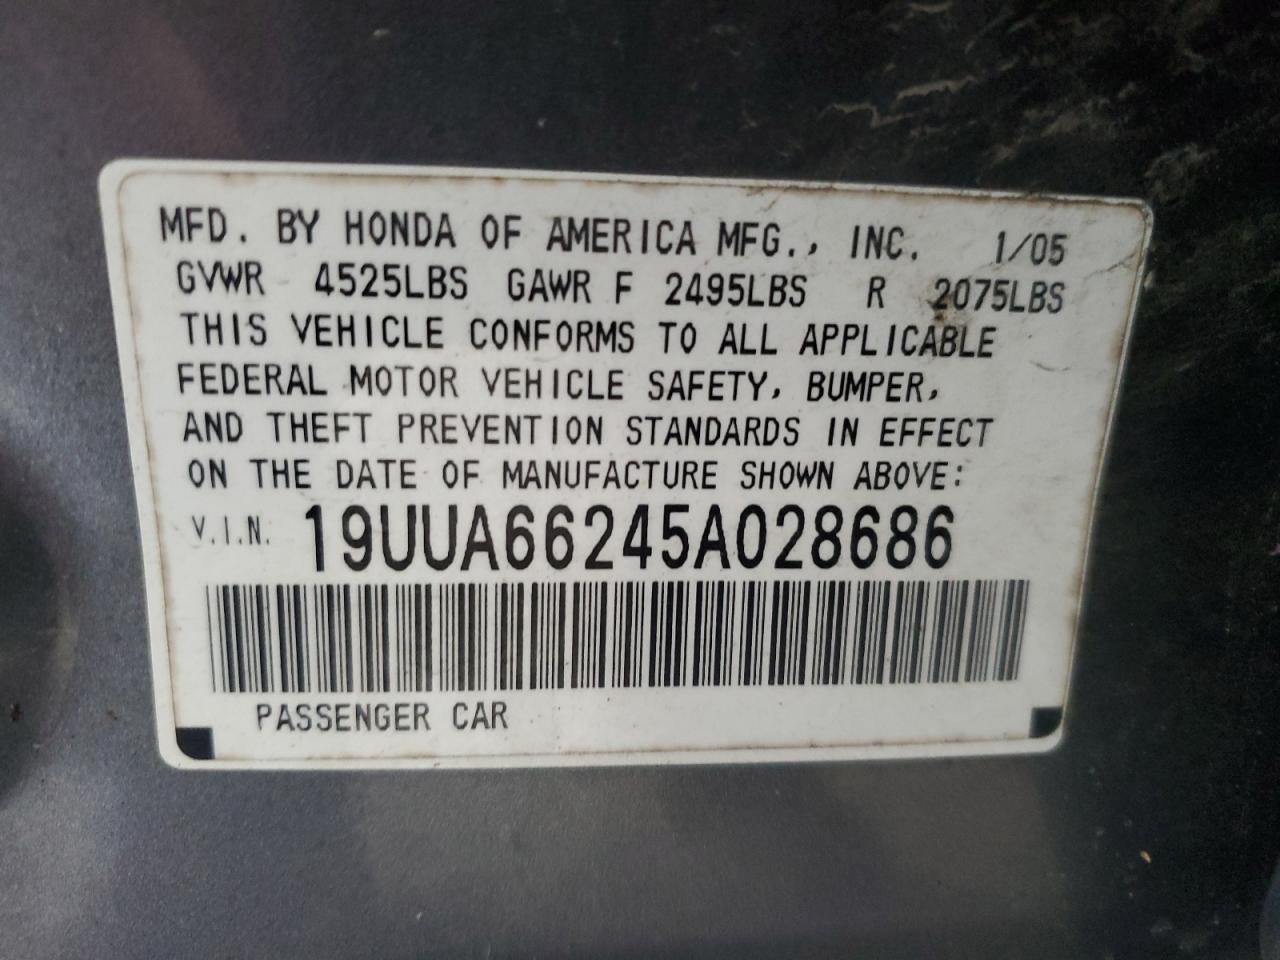 MFD. BY HONDA OF AMERICA MFG., INC. 1/05
GVWR 4525LBS GAWR F 2495LBS R 2075LBS
THIS VEHICLE CONFORMS TO ALL APPLICABLE
FEDERAL MOTOR VEHICLE SAFETY, BUMPER,
AND THEFT PREVENTION STANDARDS IN EFFECT
ON THE DATE OF MANUFACTURE SHOWN ABOVE:
V.I.N. 19UUA66245A028686
PASSENGER CAR